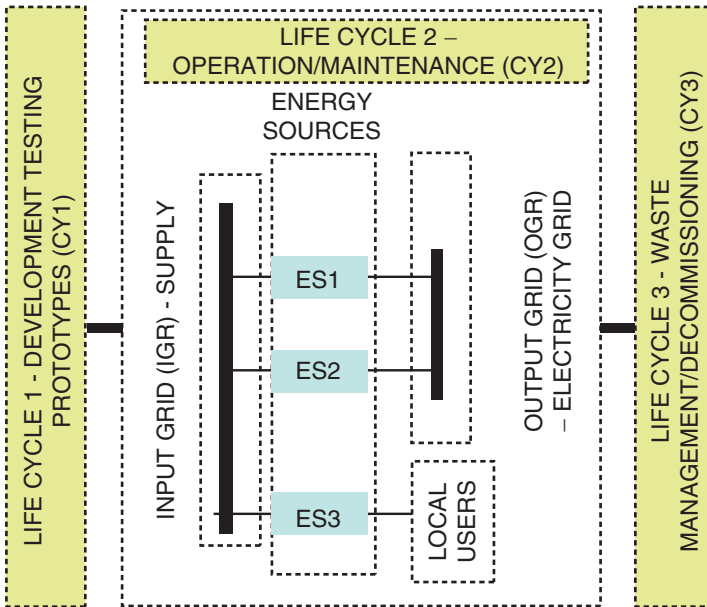 LIFE CYCLE 1 - DEVELOPMENT TESTING
PROTOTYPES (CY1)
LIFE CYCLE 2 –
OPERATION/MAINTENANCE (CY2)
ENERGY
SOURCES
INPUT GRID (IGR) - SUPPLY
ES1
ES2
ES3
OUTPUT GRID (OGR)
– ELECTRICITY GRID
LOCAL
USERS
LIFE CYCLE 3 - WASTE
MANAGEMENT/DECOMMISSIONING (CY3)